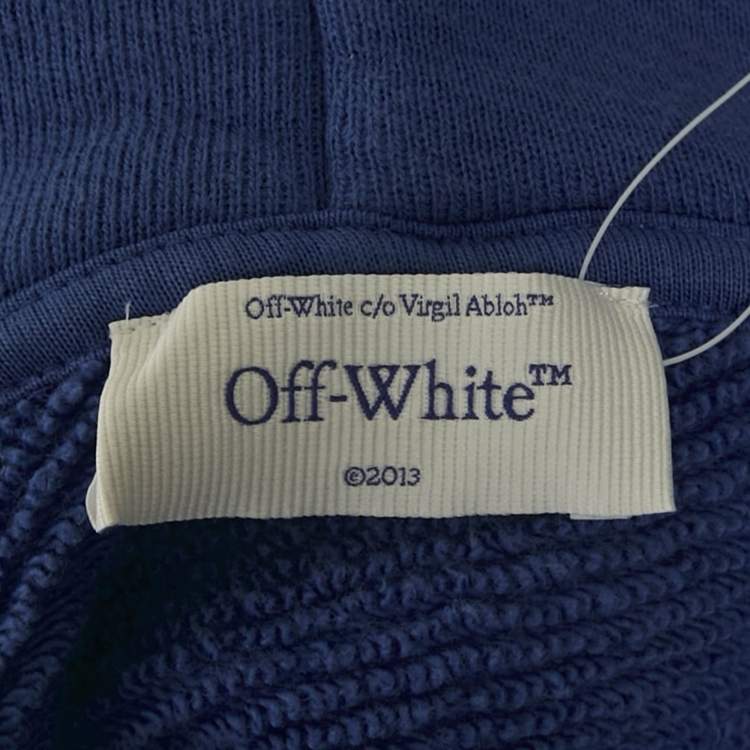 Off-White c/o Virgil Abloh™
Off-White™
©2013